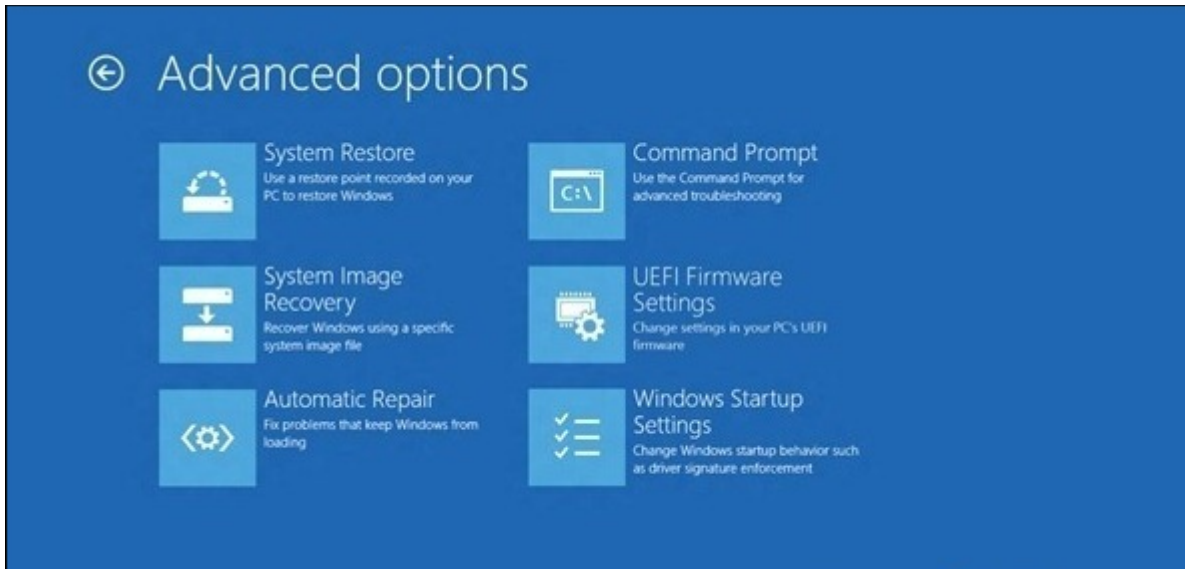 Advanced options
System Restore
Use a restore point recorded on your
PC to restore Windows
System Image
Recovery
Recover Windows using a specific
system image file
Automatic Repair
Fix problems that keep Windows from
loading
Command Prompt
Use the Command Prompt for
advanced troubleshooting
C:\
UEFI Firmware
Settings
Change settings in your PC's UEFI
firmware
Windows Startup
Settings
Change Windows startup behavior such
as driver signature enforcement